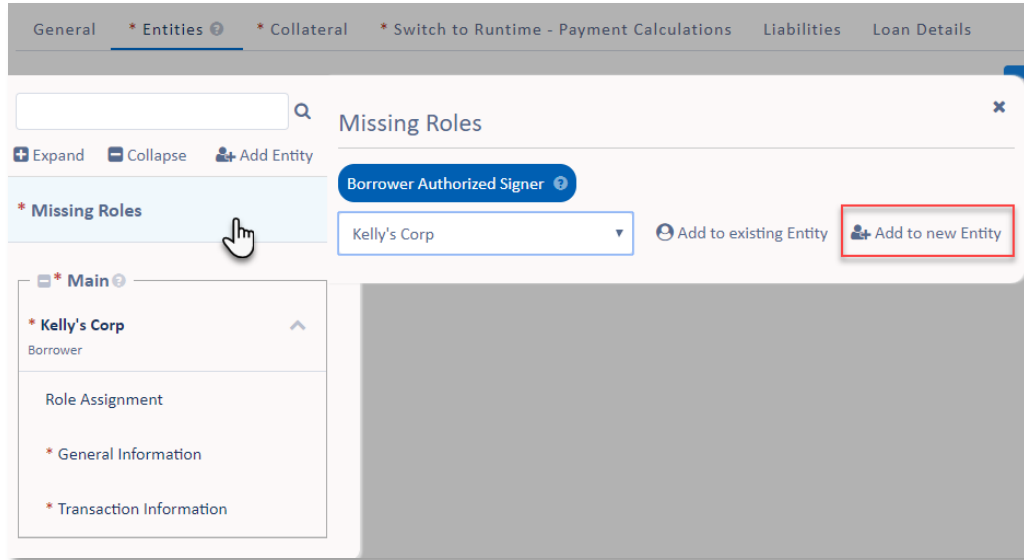 General * Entities * Collateral * Switch to Runtime - Payment Calculations Liabilities Loan Details
Missing Roles
Expand Collapse Add Entity
Borrower Authorized Signer
* Missing Roles
Kelly's Corp Add to existing Entity Add to new Entity
* Main
* Kelly's Corp
Borrower
Role Assignment
* General Information
* Transaction Information